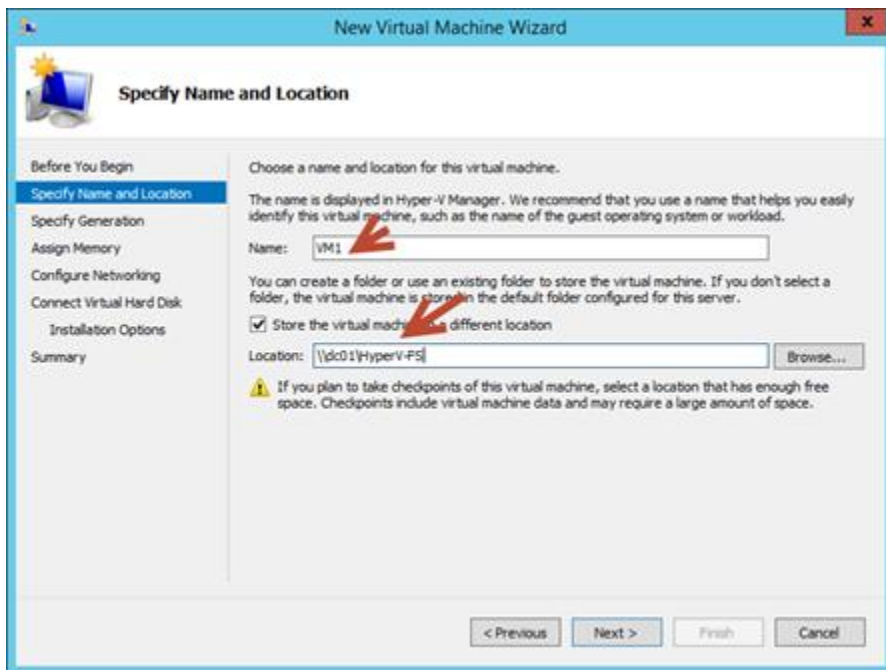 New Virtual Machine Wizard
x
Specify Name and Location
Before You Begin
Specify Name and Location
Specify Generation
Assign Memory
Configure Networking
Connect Virtual Hard Disk
Installation Options
Summary
Choose a name and location for this virtual machine.
The name is displayed in Hyper-V Manager. We recommend that you use a name that helps you easily
identify this virtual machine, such as the name of the guest operating system or workload.
Name: VM1
You can create a folder or use an existing folder to store the virtual machine. If you don't select a
folder, the virtual machine is stored in the default folder configured for this server.
Store the virtual machine a different location
Location: \\dc01\HyperV-FS
Browse...
If you plan to take checkpoints of this virtual machine, select a location that has enough free
space. Checkpoints include virtual machine data and may require a large amount of space.
< Previous
Next >
Finish
Cancel